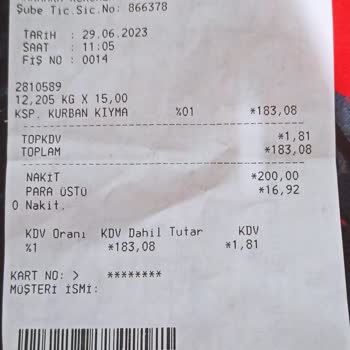 Şube Tic.Sic.No: 866378
TARİH : 29.06.2023
SAAT : 11:05
FİŞ NO : 0014
2810589
12,205 KG X 15,00
KSP. KURBAN KIYMA %01 *183,08
TOPKDV *1,81
TOPLAM *183,08
NAKİT *200,00
PARA ÜSTÜ *16,92
0 Nakit.
KDV Oranı KDV Dahil Tutar KDV
%1 *183,08 *1,81
KART NO: > ********
MÜŞTERİ İSMİ: